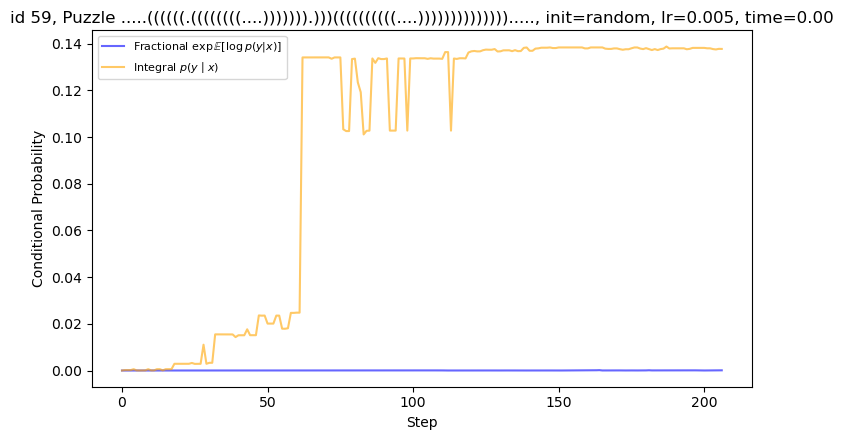 id 59, Puzzle .....((((((.((((((((....))))))).)))((((((((((....)))))))))))))))....., init=random, lr=0.005, time=0.00
Fractional exp𝔼[log p(y|x)]
Integral p(y | x)
Conditional Probability
0.14
0.12
0.10
0.08
0.06
0.04
0.02
0.00
0
50
100
150
200
Step